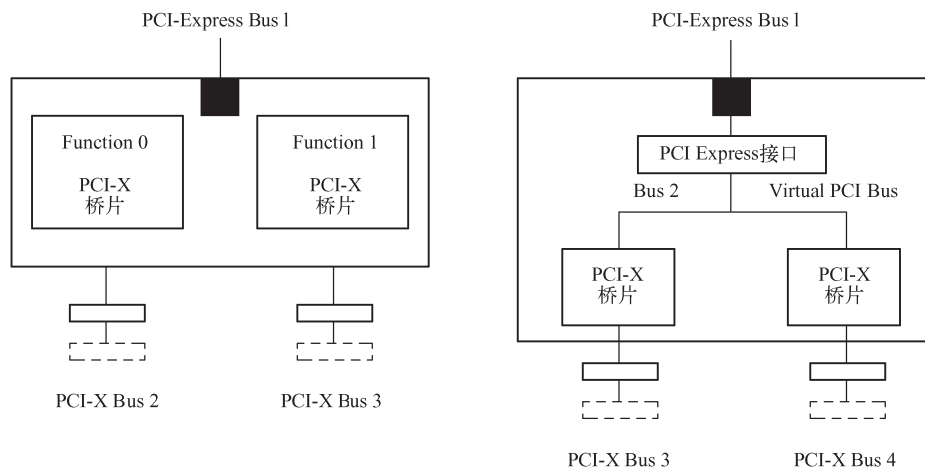 PCI-Express Bus l
Function 0
PCI-X
桥片
Function 1
PCI-X
桥片
PCI-X Bus 2
PCI-X Bus 3
PCI-Express Bus l
PCI Express接口
Bus 2
Virtual PCI Bus
PCI-X
桥片
PCI-X
桥片
PCI-X Bus 3
PCI-X Bus 4